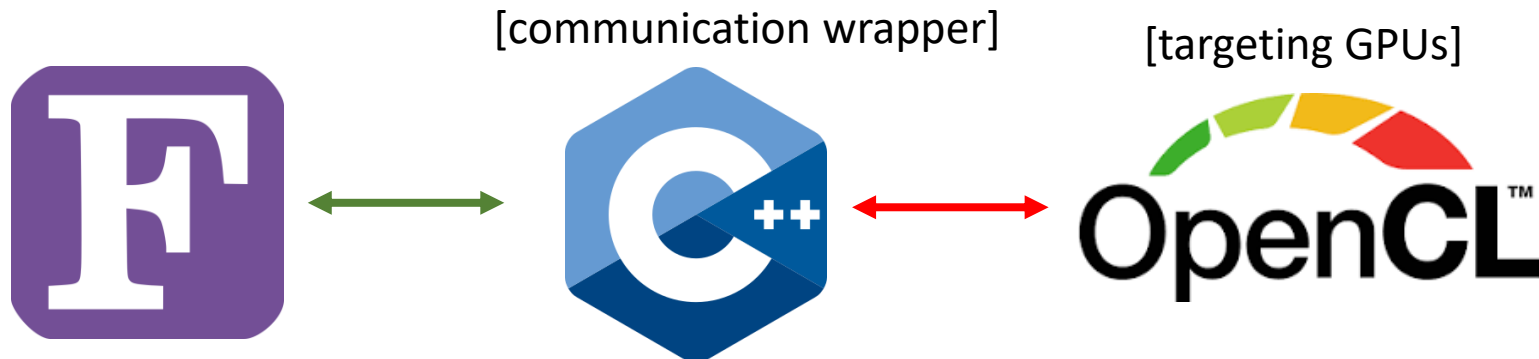 [communication wrapper]
[targeting GPUs]
F
C
++
OpenCL™